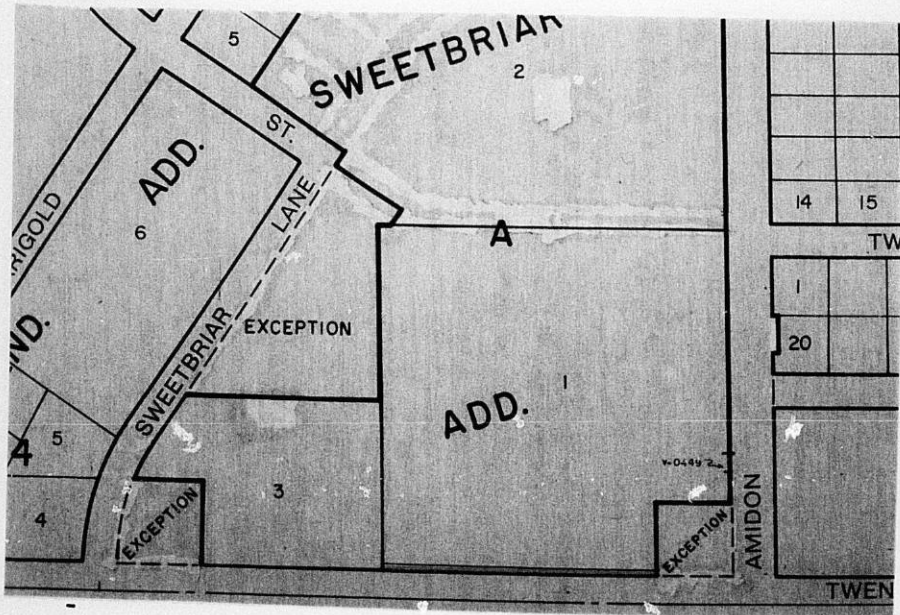 5
SWEETBRIAR
2
ST.
ADD.
14
15
6
LANE
RIGOLD
A
TW
1
EXCEPTION
SWEETBRIAR
20
ND.
1
ADD.
5
4
3
4
EXCEPTION
EXCEPTION
AMIDON
TWEN